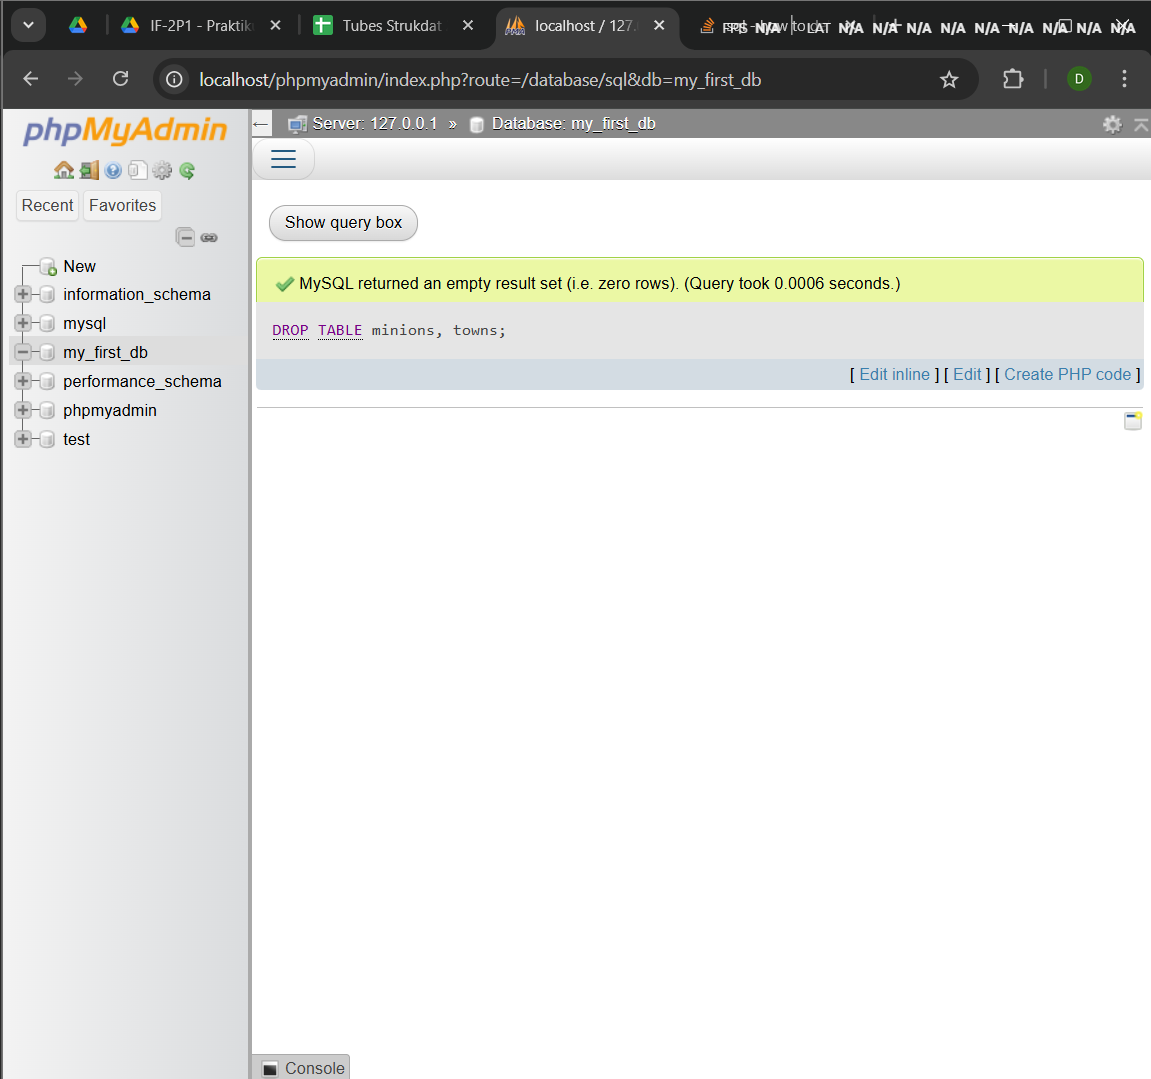 IF-2P1 - Praktik
Tubes Strukdat
localhost / 127.
FPS N/A LAT N/A N/A N/A N/A N/A N/A N/A N/A N/A
localhost/phpmyadmin/index.php?route=/database/sql&db=my_first_db
D
phpMyAdmin
Recent Favorites
New
information_schema
mysql
my_first_db
performance_schema
phpmyadmin
test
Server: 127.0.0.1 » Database: my_first_db
Show query box
MySQL returned an empty result set (i.e. zero rows). (Query took 0.0006 seconds.)
DROP TABLE minions, towns;
[ Edit inline ] [ Edit ] [ Create PHP code ]
Console